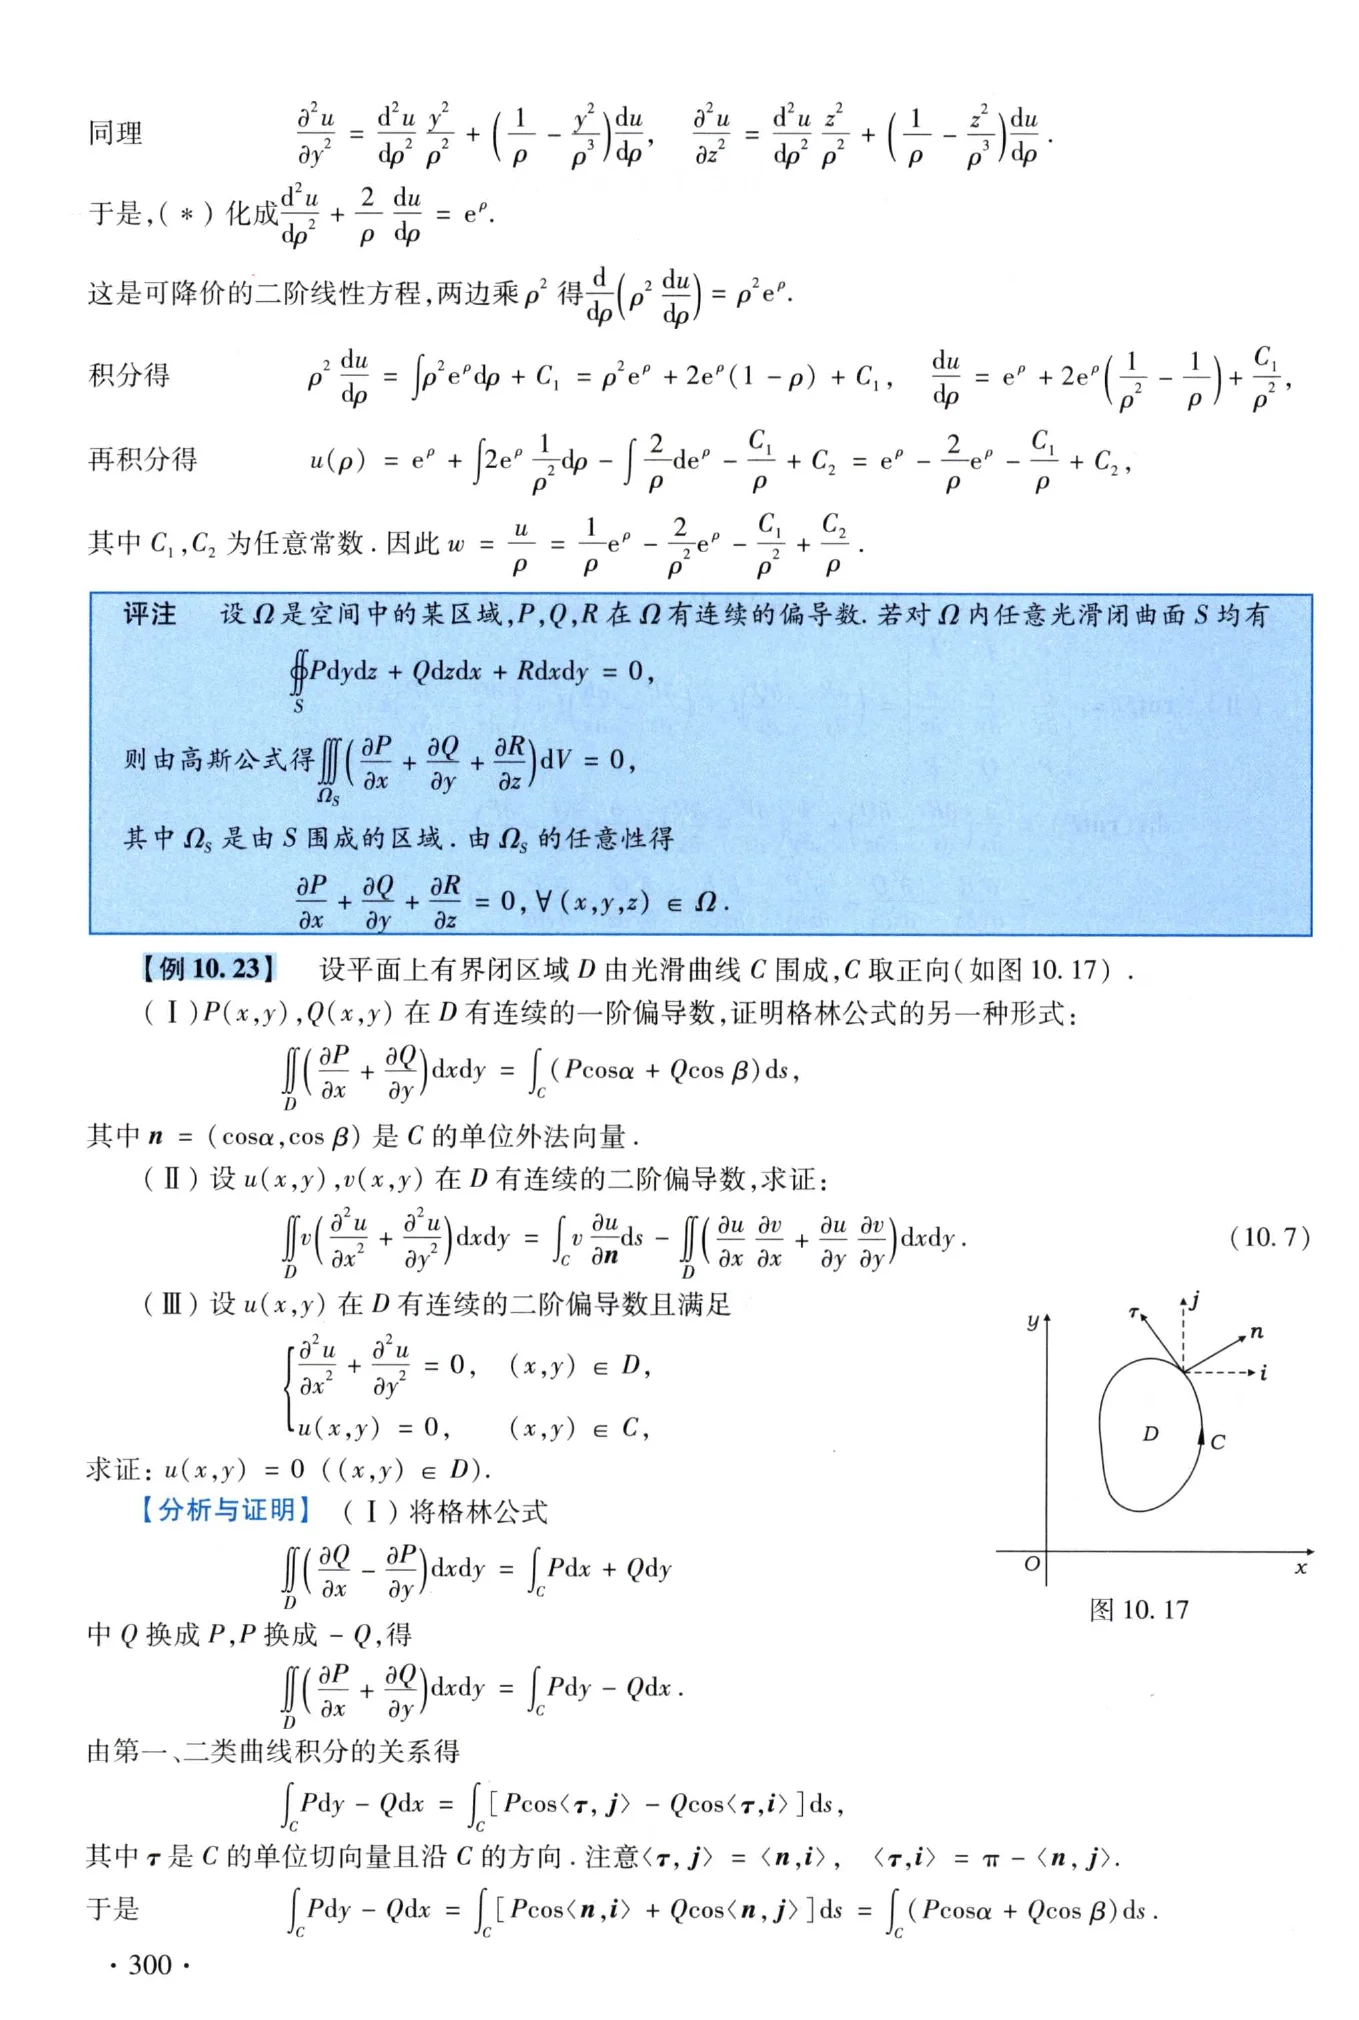 同理 $\frac{\partial^2 u}{\partial y^2} = \frac{d^2 u}{d\rho^2}\frac{y^2}{\rho^2} + \left(\frac{1}{\rho} - \frac{y^2}{\rho^3}\right)\frac{du}{d\rho}, \quad \frac{\partial^2 u}{\partial z^2} = \frac{d^2 u}{d\rho^2}\frac{z^2}{\rho^2} + \left(\frac{1}{\rho} - \frac{z^2}{\rho^3}\right)\frac{du}{d\rho}.$
于是,(*)化成$\frac{d^2 u}{d\rho^2} + \frac{2}{\rho}\frac{du}{d\rho} = e^\rho.$
这是可降价的二阶线性方程,两边乘$\rho^2$ 得$\frac{d}{d\rho}\left(\rho^2\frac{du}{d\rho}\right) = \rho^2 e^\rho.$
积分得 $\rho^2\frac{du}{d\rho} = \int \rho^2 e^\rho d\rho + C_1 = \rho^2 e^\rho + 2e^\rho(1-\rho) + C_1, \quad \frac{du}{d\rho} = e^\rho + 2e^\rho\left(\frac{1}{\rho^2} - \frac{1}{\rho}\right) + \frac{C_1}{\rho^2},$
再积分得 $u(\rho) = e^\rho + \int 2e^\rho\frac{1}{\rho^2}d\rho - \int\frac{2}{\rho}de^\rho - \frac{C_1}{\rho} + C_2 = e^\rho - \frac{2}{\rho}e^\rho - \frac{C_1}{\rho} + C_2,$
其中 $C_1,C_2$ 为任意常数.因此 $w = \frac{u}{\rho} = \frac{1}{\rho}e^\rho - \frac{2}{\rho^2}e^\rho - \frac{C_1}{\rho^2} + \frac{C_2}{\rho}.$
评注 设 $\Omega$ 是空间中的某区域,$P,Q,R$ 在 $\Omega$ 有连续的偏导数.若对 $\Omega$ 内任意光滑闭曲面 $S$ 均有
$\oiint_S Pdydz + Qdzdx + Rdxdy = 0,$
则由高斯公式得$\iiint_{\Omega_S}\left(\frac{\partial P}{\partial x} + \frac{\partial Q}{\partial y} + \frac{\partial R}{\partial z}\right)dV = 0,$
其中 $\Omega_S$ 是由 $S$ 围成的区域.由 $\Omega_S$ 的任意性得
$\frac{\partial P}{\partial x} + \frac{\partial Q}{\partial y} + \frac{\partial R}{\partial z} = 0, \forall (x,y,z) \in \Omega.$
【例 10.23】 设平面上有界闭区域 $D$ 由光滑曲线 $C$ 围成,$C$ 取正向(如图 10.17).
(Ⅰ)$P(x,y),Q(x,y)$ 在 $D$ 有连续的一阶偏导数,证明格林公式的另一种形式:
$\iint_D\left(\frac{\partial P}{\partial x} + \frac{\partial Q}{\partial y}\right)dxdy = \int_C (P\cos\alpha + Q\cos\beta)ds,$
其中 $\boldsymbol{n} = (\cos\alpha,\cos\beta)$ 是 $C$ 的单位外法向量.
(Ⅱ)设 $u(x,y),v(x,y)$ 在 $D$ 有连续的二阶偏导数,求证:
$\iint_D v\left(\frac{\partial^2 u}{\partial x^2} + \frac{\partial^2 u}{\partial y^2}\right)dxdy = \int_C v\frac{\partial u}{\partial \boldsymbol{n}}ds - \iint_D\left(\frac{\partial u}{\partial x}\frac{\partial v}{\partial x} + \frac{\partial u}{\partial y}\frac{\partial v}{\partial y}\right)dxdy.$ (10.7)
(Ⅲ)设 $u(x,y)$ 在 $D$ 有连续的二阶偏导数且满足
$\begin{cases}\frac{\partial^2 u}{\partial x^2} + \frac{\partial^2 u}{\partial y^2} = 0, & (x,y) \in D, \\ u(x,y) = 0, & (x,y) \in C,\end{cases}$
求证: $u(x,y) = 0\ ((x,y) \in D).$
【分析与证明】 (Ⅰ)将格林公式
$\iint_D\left(\frac{\partial Q}{\partial x} - \frac{\partial P}{\partial y}\right)dxdy = \int_C Pdx + Qdy$
中 $Q$ 换成 $P$,$P$ 换成 $-Q$,得
$\iint_D\left(\frac{\partial P}{\partial x} + \frac{\partial Q}{\partial y}\right)dxdy = \int_C Pdy - Qdx.$
y
τ
j
n
i
D
C
O
x
图 10.17
由第一、二类曲线积分的关系得
$\int_C Pdy - Qdx = \int_C [P\cos\langle\boldsymbol{\tau},\boldsymbol{j}\rangle - Q\cos\langle\boldsymbol{\tau},\boldsymbol{i}\rangle]ds,$
其中 $\boldsymbol{\tau}$ 是 $C$ 的单位切向量且沿 $C$ 的方向.注意$\langle\boldsymbol{\tau},\boldsymbol{j}\rangle = \langle\boldsymbol{n},\boldsymbol{i}\rangle, \quad \langle\boldsymbol{\tau},\boldsymbol{i}\rangle = \pi - \langle\boldsymbol{n},\boldsymbol{j}\rangle.$
于是 $\int_C Pdy - Qdx = \int_C [P\cos\langle\boldsymbol{n},\boldsymbol{i}\rangle + Q\cos\langle\boldsymbol{n},\boldsymbol{j}\rangle]ds = \int_C (P\cos\alpha + Q\cos\beta)ds.$
· 300 ·